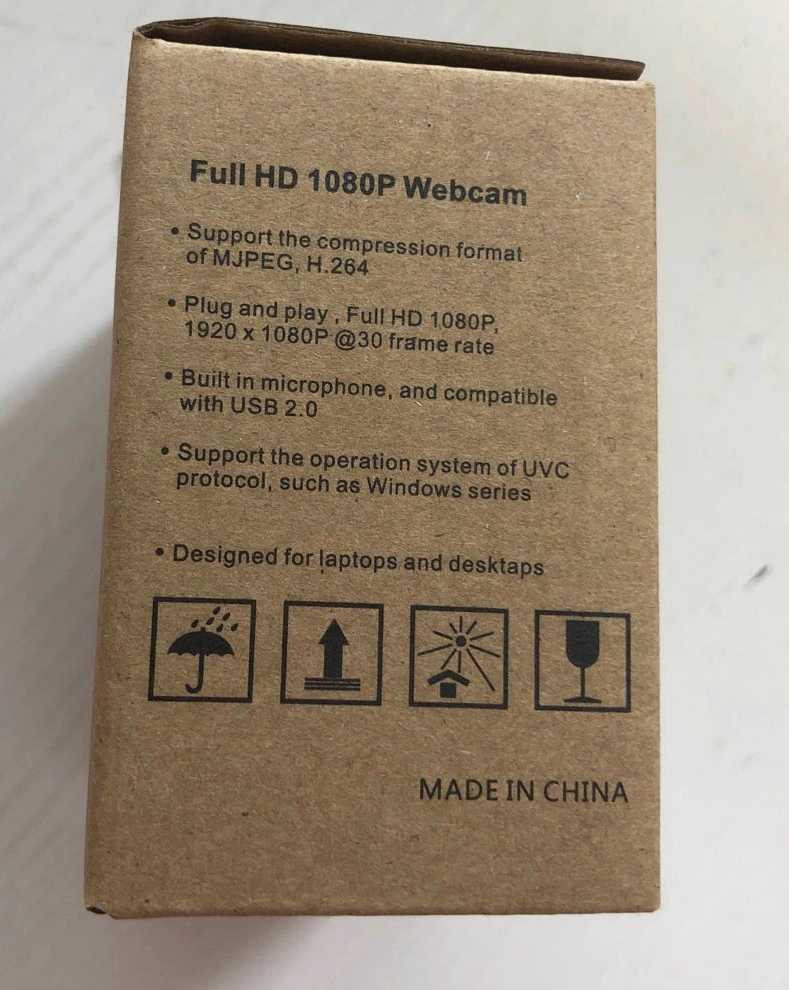 Full HD 1080P Webcam
• Support the compression format
of MJPEG, H.264
• Plug and play , Full HD 1080P,
1920 x 1080P @30 frame rate
• Built in microphone, and compatible
with USB 2.0
• Support the operation system of UVC
protocol, such as Windows series
• Designed for laptops and desktaps
MADE IN CHINA